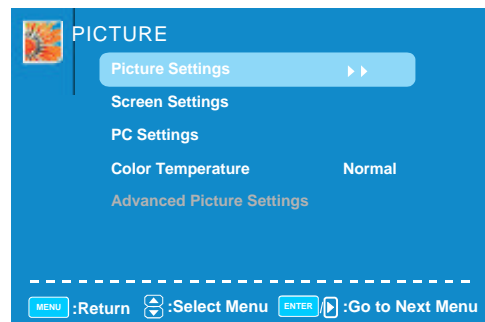 PICTURE
Picture Settings
Screen Settings
PC Settings
Color Temperature Normal
Advanced Picture Settings
MENU :Return :Select Menu ENTER / :Go to Next Menu